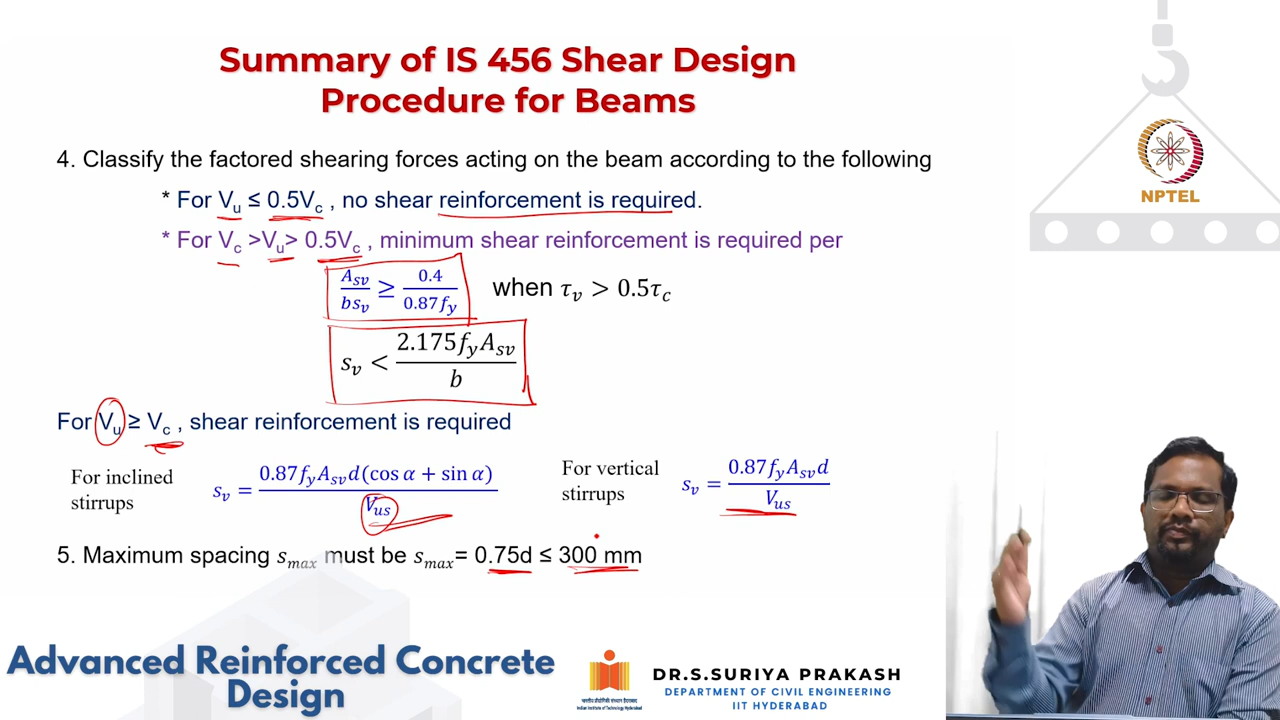 Summary of IS 456 Shear Design
Procedure for Beams
4. Classify the factored shearing forces acting on the beam according to the following
* For Vu ≤ 0.5Vc , no shear reinforcement is required.
* For Vc >Vu> 0.5Vc , minimum shear reinforcement is required per
Asv/bsv ≥ 0.4/0.87fy when τv > 0.5τc
sv < 2.175fyAsv/b
For Vu ≥ Vc , shear reinforcement is required
For inclined stirrups sv = 0.87fyAsvd(cos α + sin α)/Vus
For vertical stirrups sv = 0.87fyAsvd/Vus
5. Maximum spacing smax must be smax= 0.75d ≤ 300 mm
NPTEL
Advanced Reinforced Concrete
Design
Indian Institute of Technology Hyderabad
DR.S.SURIYA PRAKASH
DEPARTMENT OF CIVIL ENGINEERING
IIT HYDERABAD